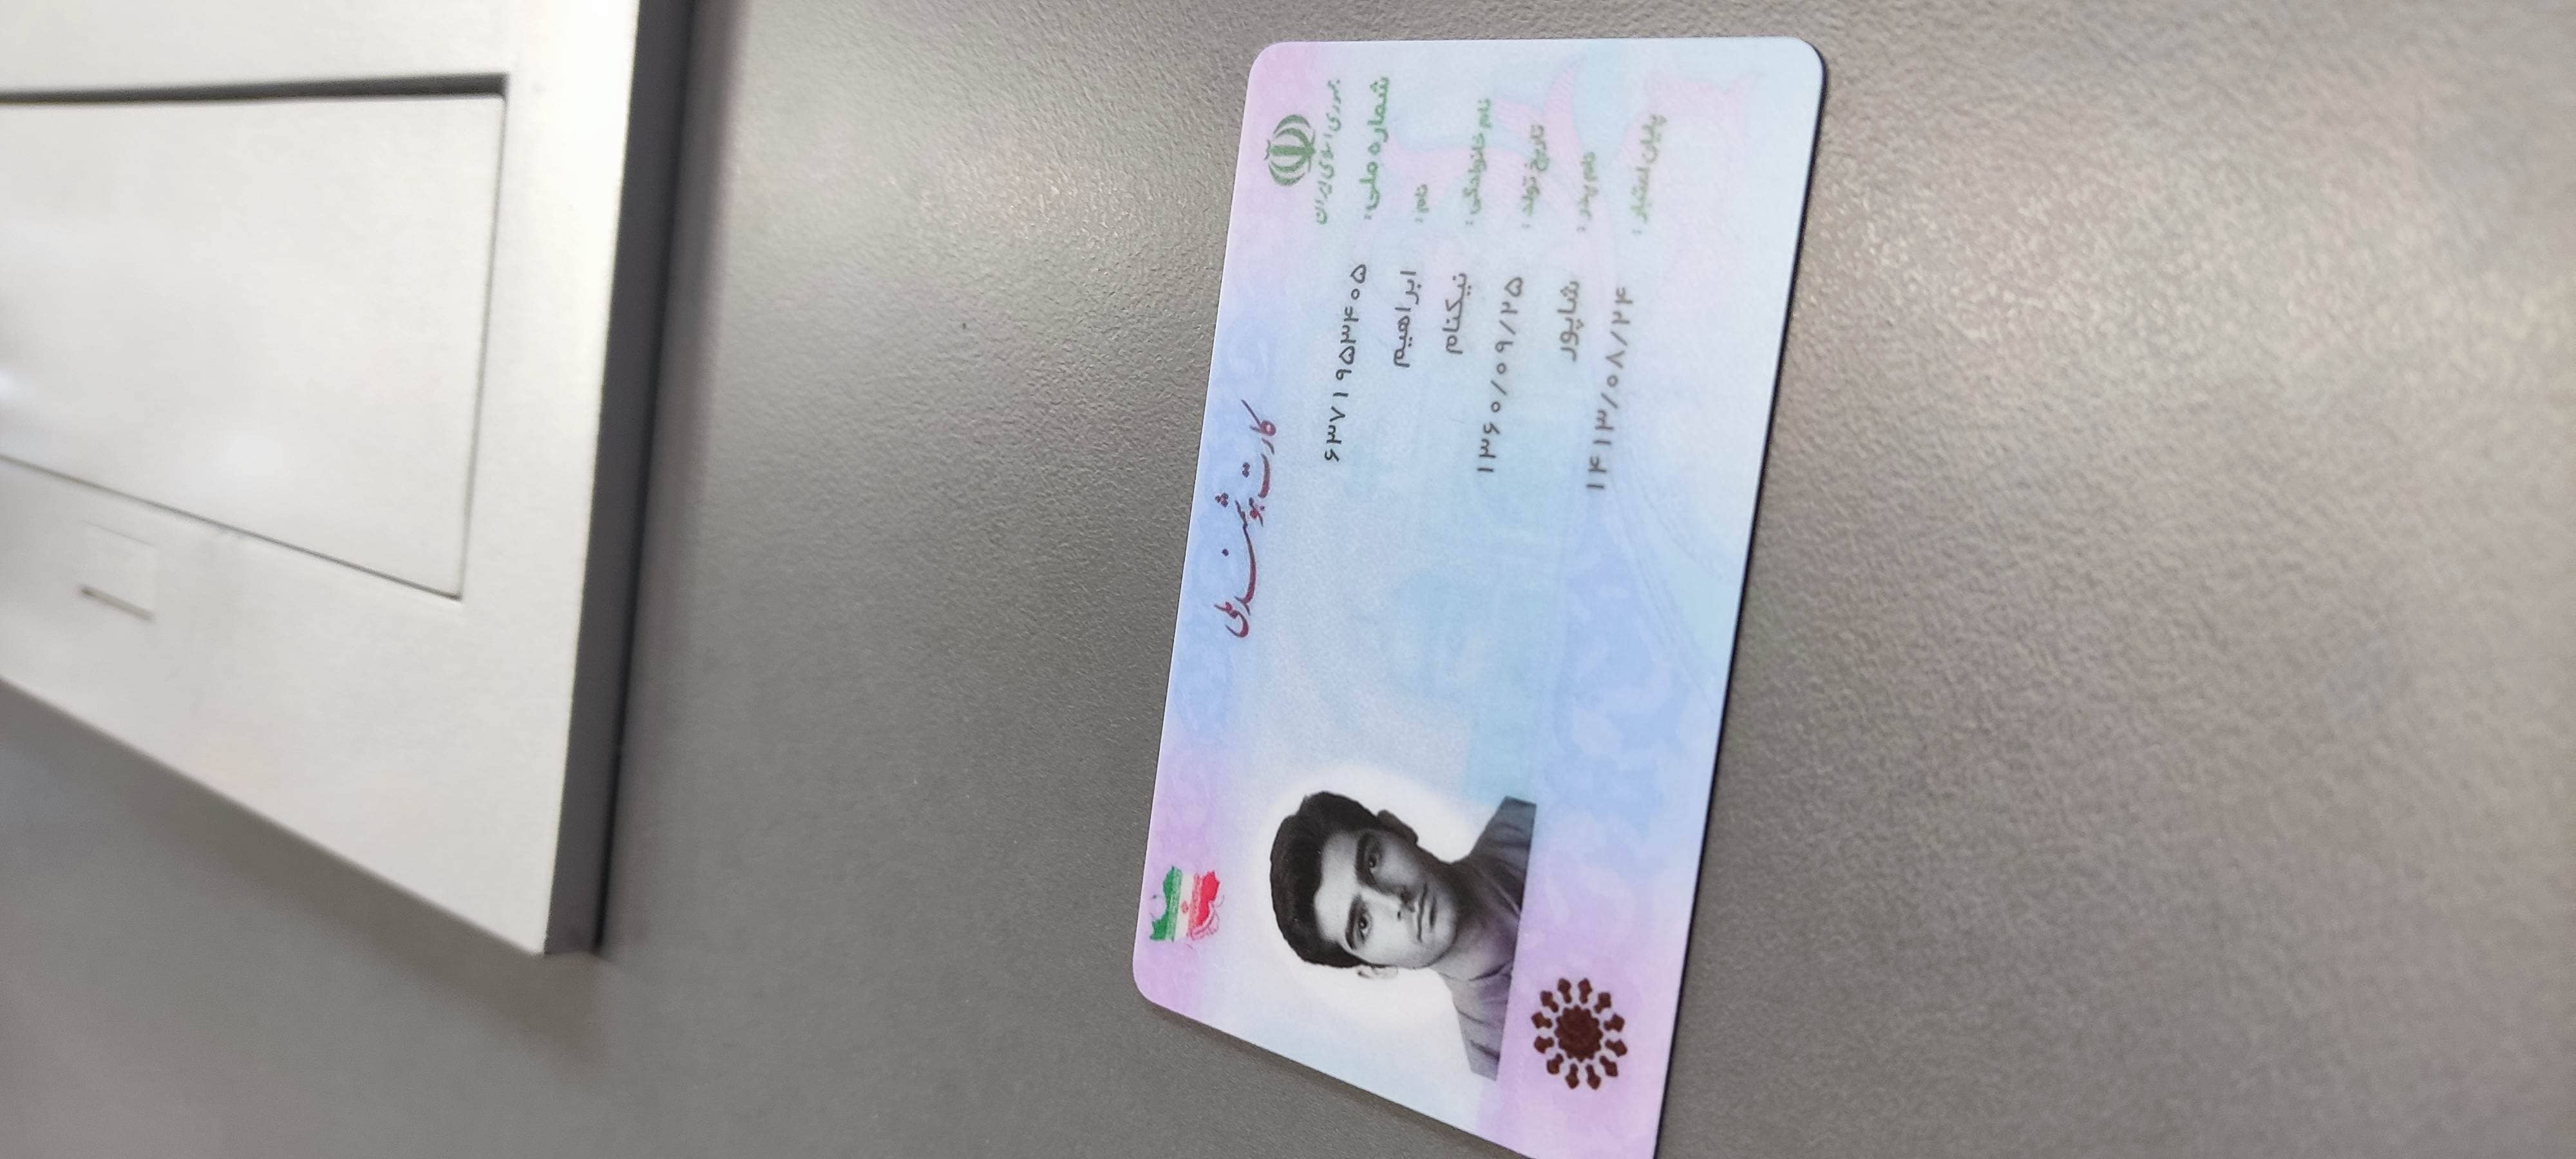 کارت هوشمند ملی
جمهوری اسلامی ایران
شماره ملی : ۶۳۷۱۹۵۳۴۰۵
نام : ابراهیم
نام خانوادگی : نیکنام
تاریخ تولد : ۱۳۶۰/۰۹/۲۵
نام پدر : شاپور
پایان اعتبار : ۱۴۱۳/۰۸/۲۴